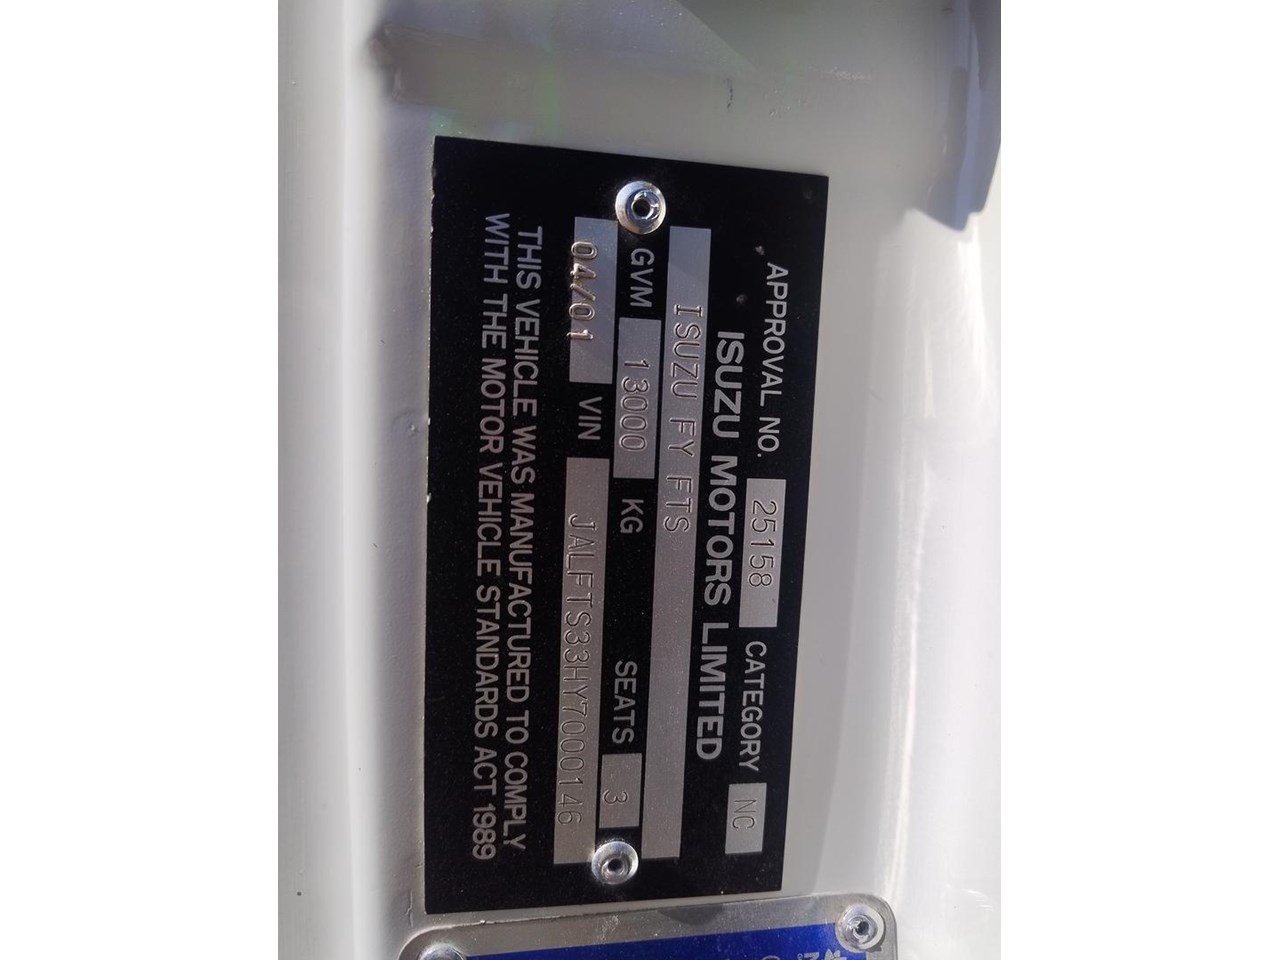 APPROVAL NO. 25158 CATEGORY NC
ISUZU MOTORS LIMITED
ISUZU FY FTS
GVM 13000 KG SEATS 3
04/01 VIN JALFTS33HY7000146
THIS VEHICLE WAS MANUFACTURED TO COMPLY
WITH THE MOTOR VEHICLE STANDARDS ACT 1989